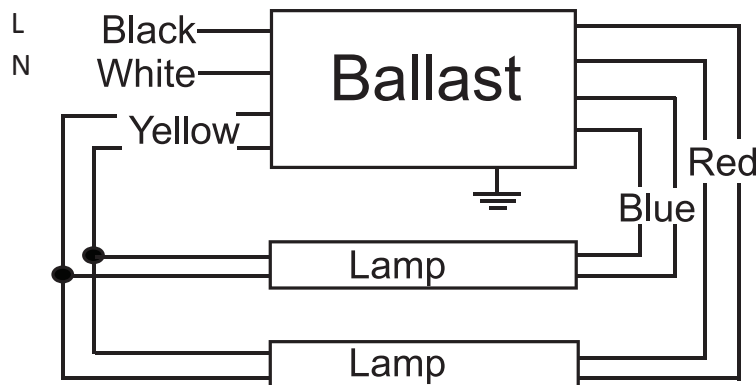 L
Black
N
White
Ballast
Yellow
Red
Blue
Lamp
Lamp